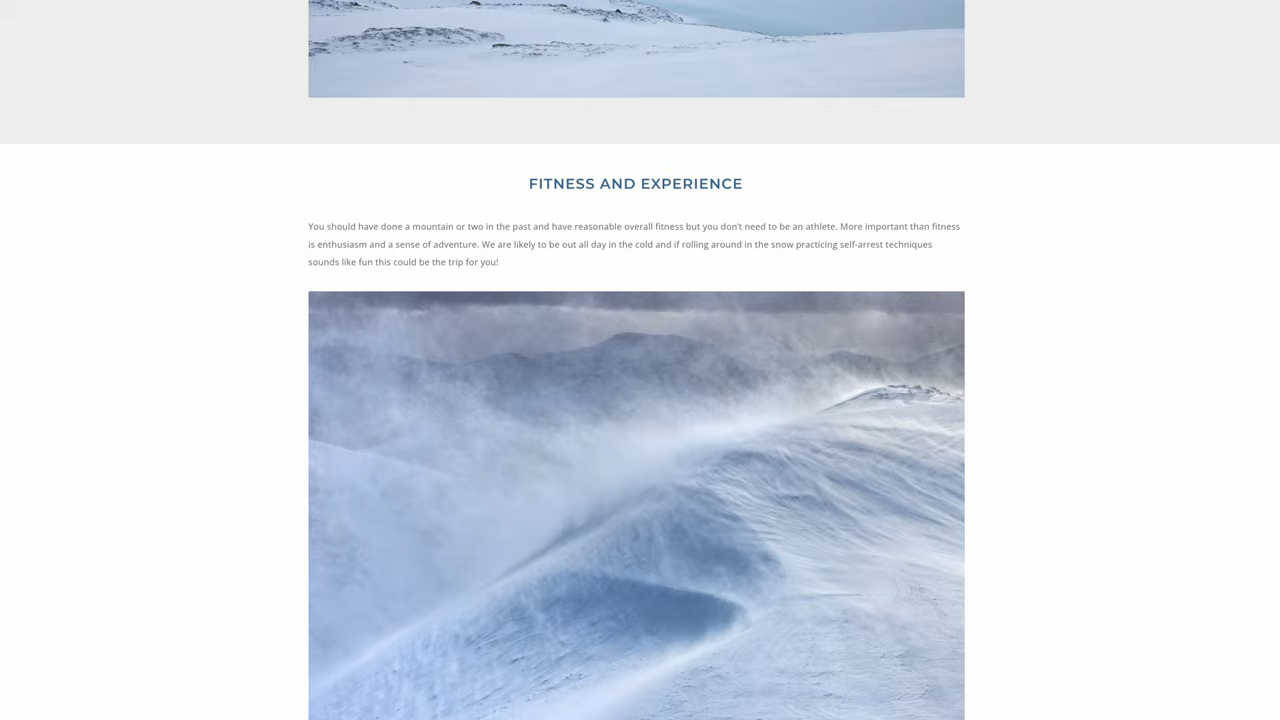 FITNESS AND EXPERIENCE
You should have done a mountain or two in the past and have reasonable overall fitness but you don't need to be an athlete. More important than fitness
is enthusiasm and a sense of adventure. We are likely to be out all day in the cold and if rolling around in the snow practicing self-arrest techniques
sounds like fun this could be the trip for you!